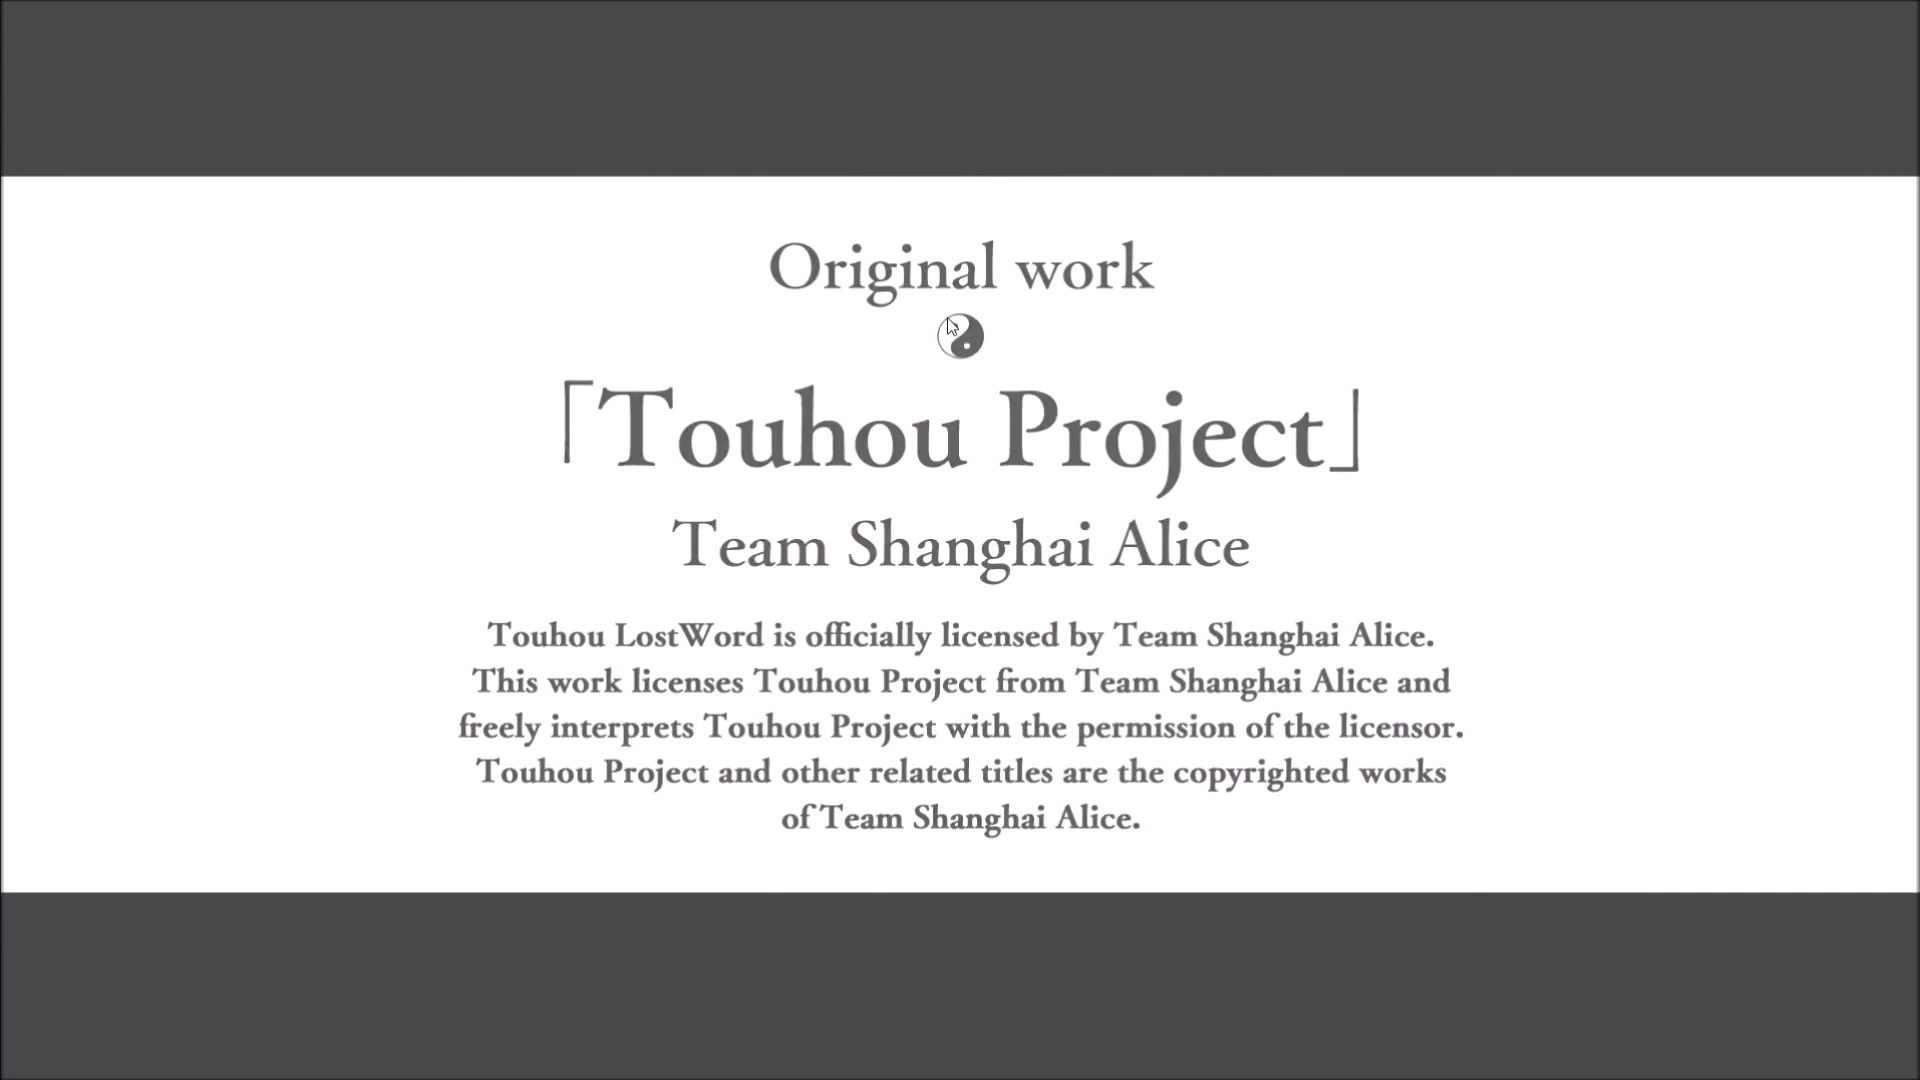 Original work
「Touhou Project」
Team Shanghai Alice
Touhou LostWord is officially licensed by Team Shanghai Alice.
This work licenses Touhou Project from Team Shanghai Alice and
freely interprets Touhou Project with the permission of the licensor.
Touhou Project and other related titles are the copyrighted works
of Team Shanghai Alice.